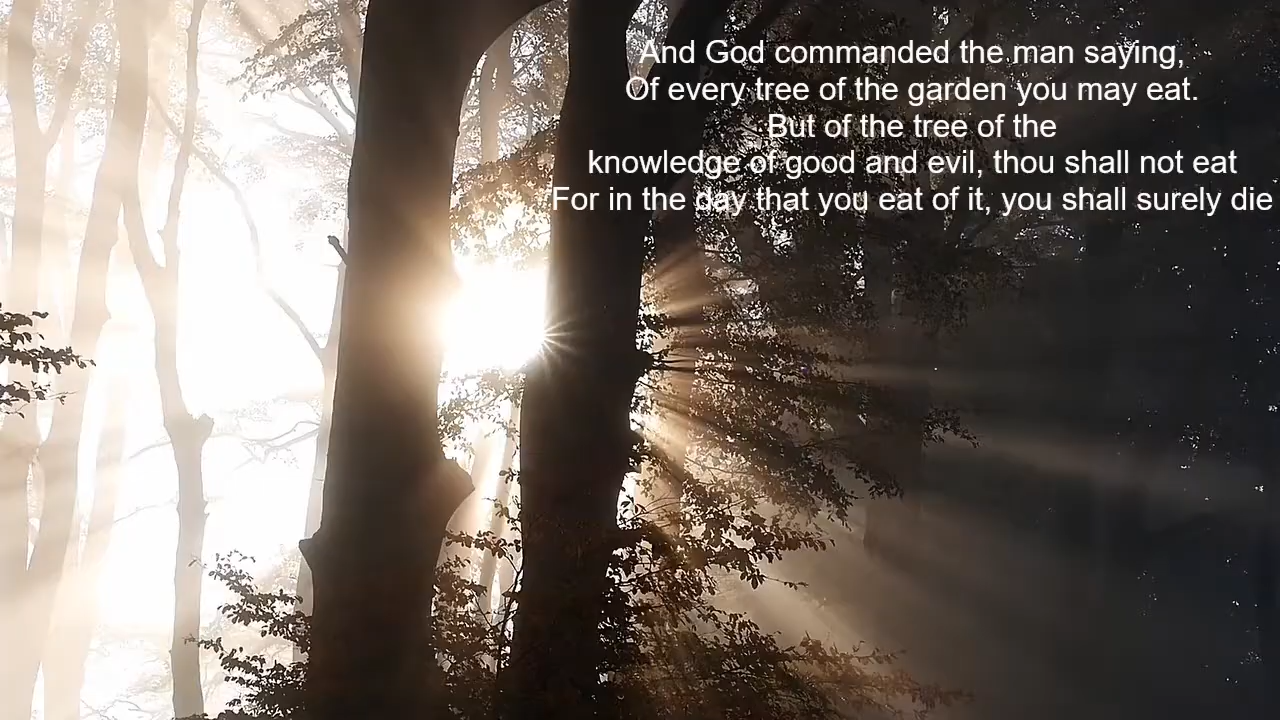 And God commanded the man saying,
Of every tree of the garden you may eat.
But of the tree of the
knowledge of good and evil, thou shall not eat
For in the day that you eat of it, you shall surely die